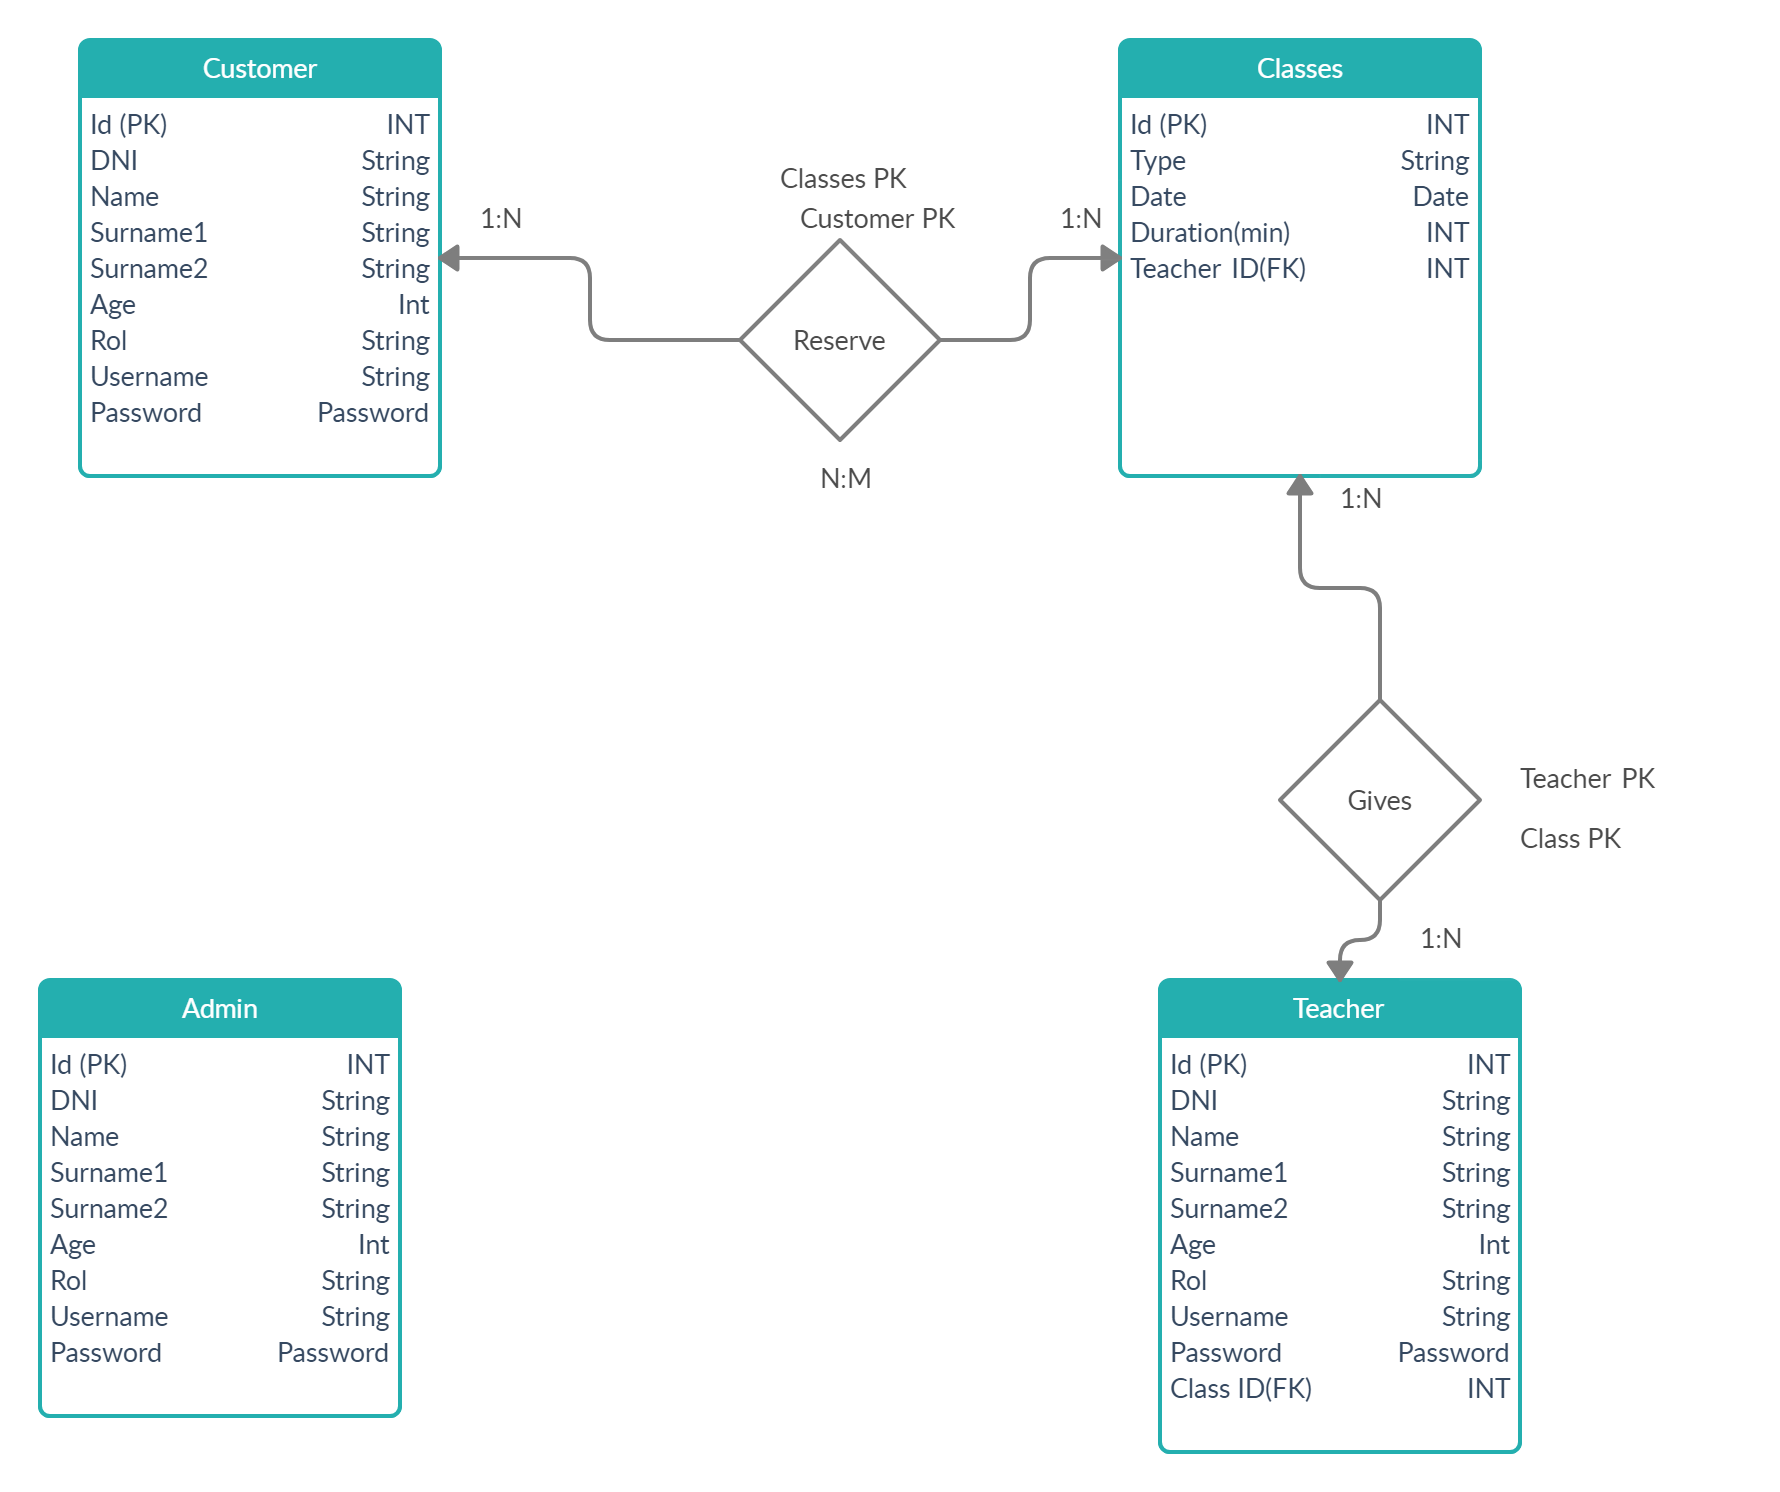 Customer
Id (PK) INT
DNI String
Name String
Surname1 String
Surname2 String
Age Int
Rol String
Username String
Password Password
1:N
Classes PK
Customer PK
Reserve
N:M
1:N
Classes
Id (PK) INT
Type String
Date Date
Duration(min) INT
Teacher ID(FK) INT
1:N
Gives
Teacher PK
Class PK
1:N
Admin
Id (PK) INT
DNI String
Name String
Surname1 String
Surname2 String
Age Int
Rol String
Username String
Password Password
Teacher
Id (PK) INT
DNI String
Name String
Surname1 String
Surname2 String
Age Int
Rol String
Username String
Password Password
Class ID(FK) INT